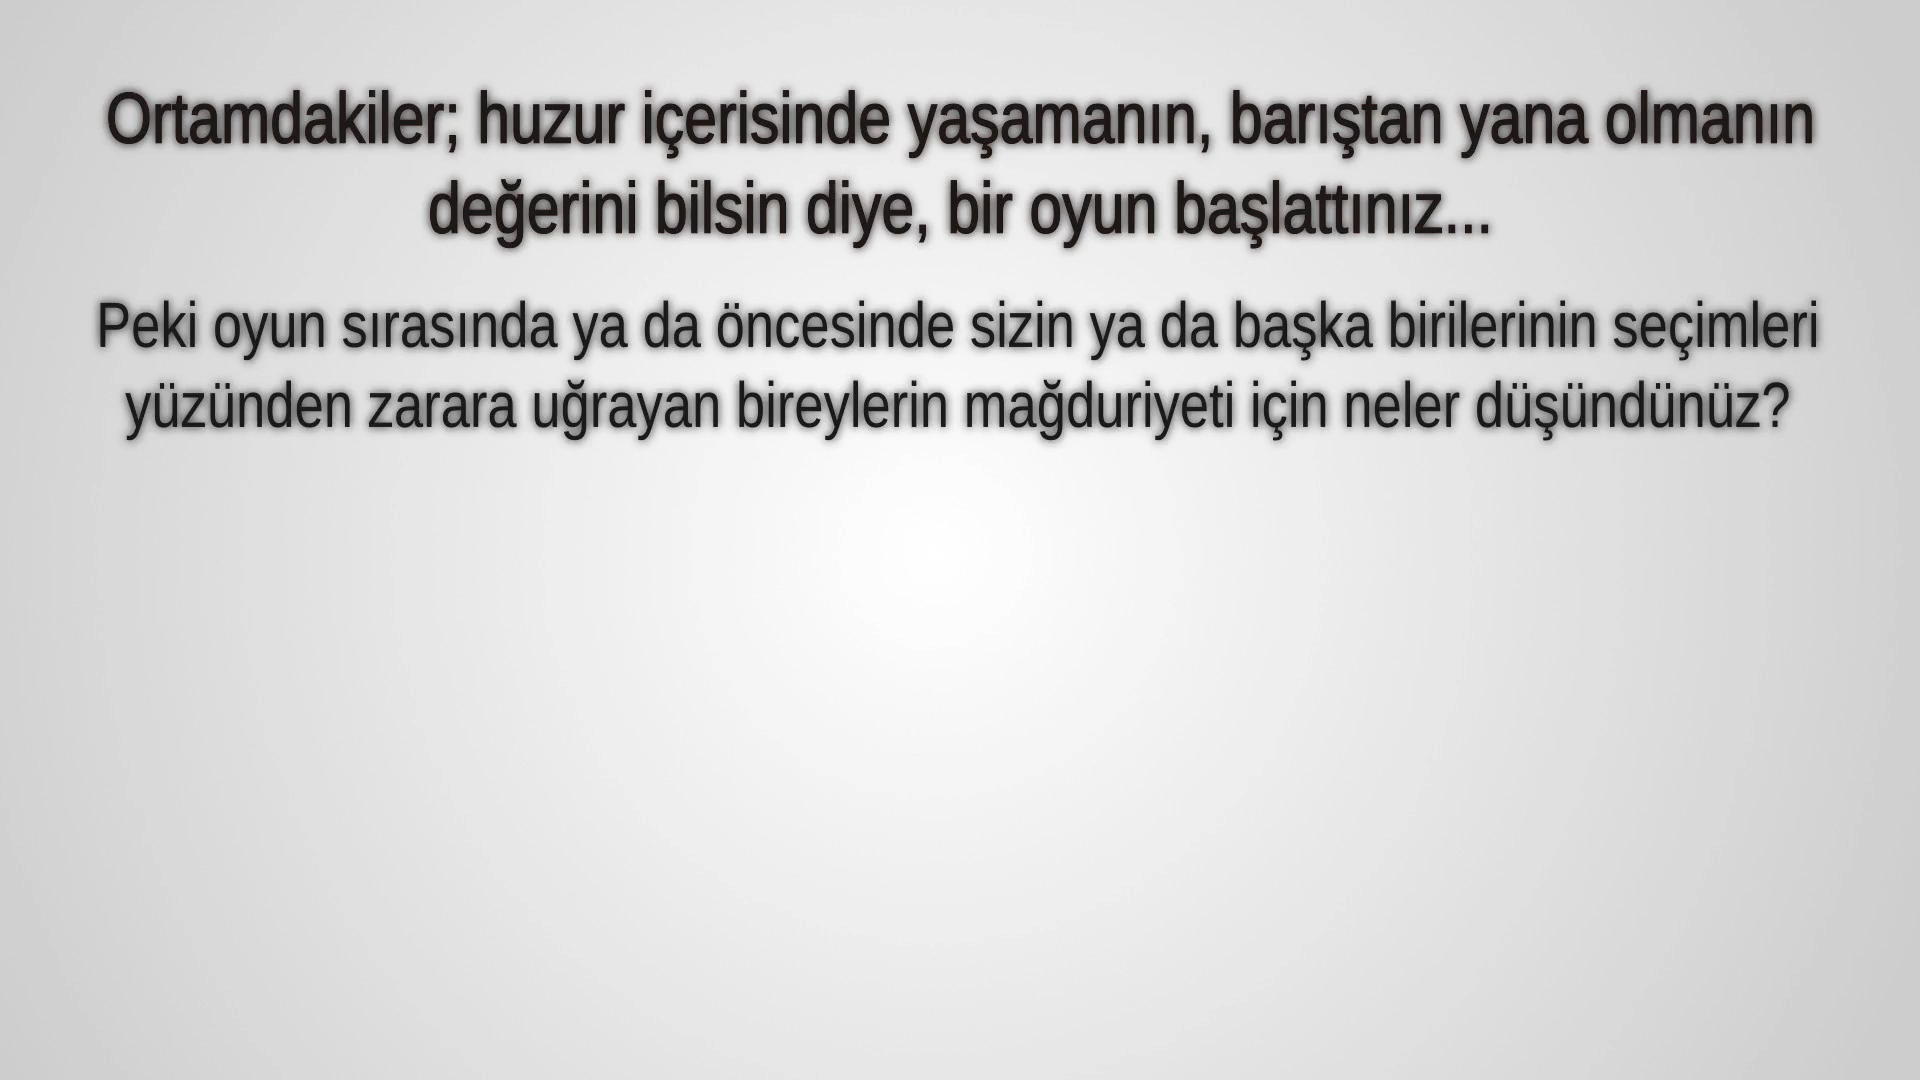 Ortamdakiler; huzur içerisinde yaşamanın, barıştan yana olmanın
değerini bilsin diye, bir oyun başlattınız...
Peki oyun sırasında ya da öncesinde sizin ya da başka birilerinin seçimleri
yüzünden zarara uğrayan bireylerin mağduriyeti için neler düşündünüz?